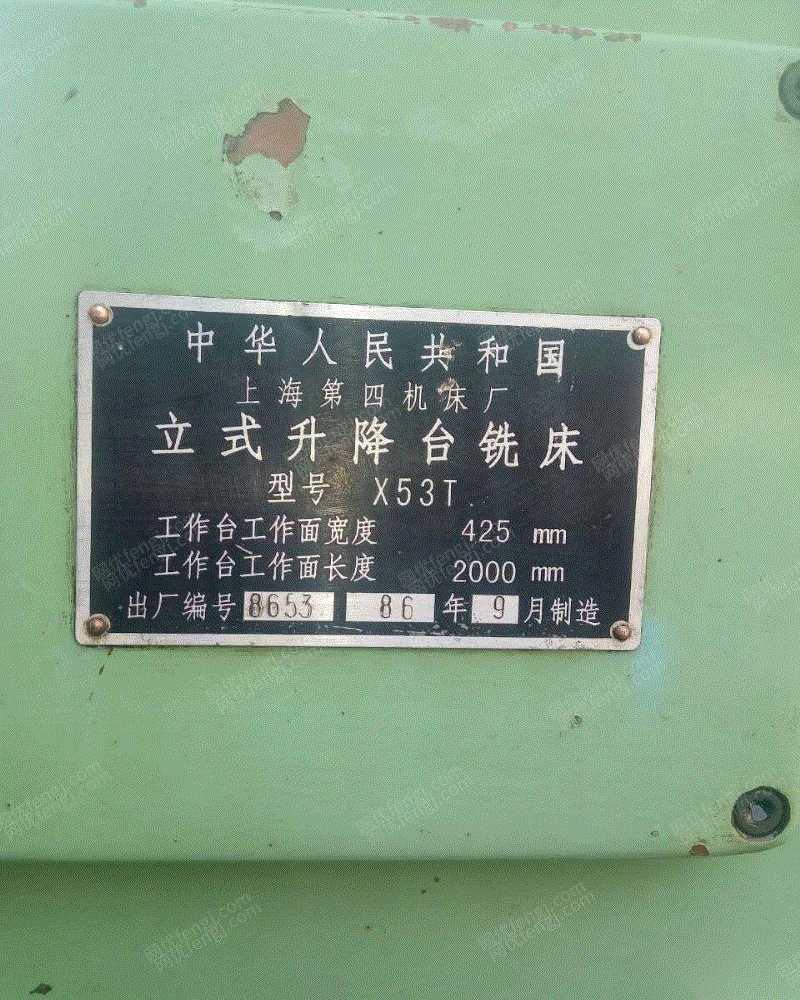 中华人民共和国
上海第四机床厂
立式升降台铣床
型号 X53T
工作台工作面宽度 425 mm
工作台工作面长度 2000 mm
出厂编号 8653 86 年 9 月制造